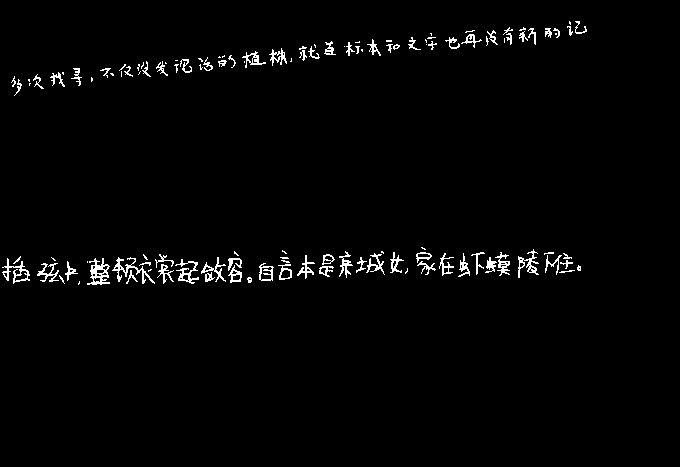 多次找寻，不仅没发现活的植株，就连标本和文字也再没有新的记
插弦中，整顿衣裳起敛容。自言本是京城女，家在虾蟆陵下住。